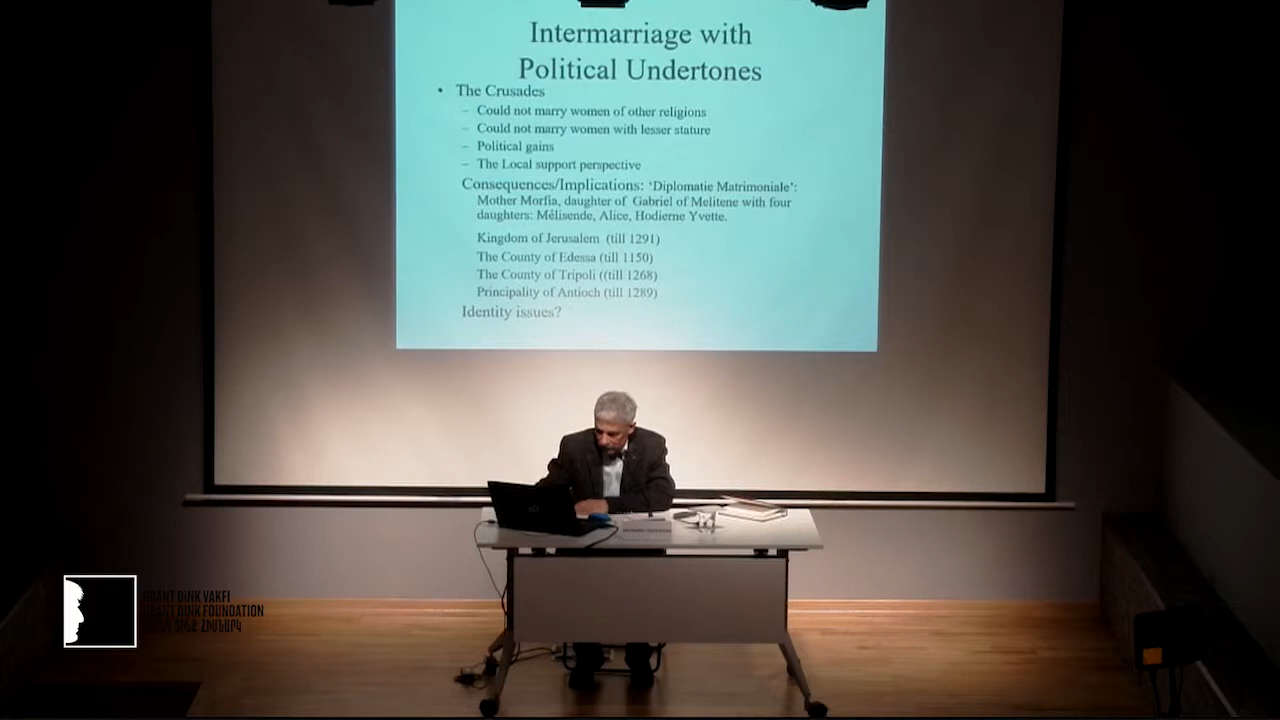 Intermarriage with
Political Undertones
• The Crusades
– Could not marry women of other religions
– Could not marry women with lesser stature
– Political gains
– The Local support perspective
Consequences/Implications: ‘Diplomatie Matrimoniale’:
Mother Morfia, daughter of Gabriel of Melitene with four
daughters: Mélisende, Alice, Hodierne Yvette.
Kingdom of Jerusalem (till 1291)
The County of Edessa (till 1150)
The County of Tripoli ((till 1268)
Principality of Antioch (till 1289)
Identity issues?
HRANT DINK VAKFI
HRANT DINK FOUNDATION